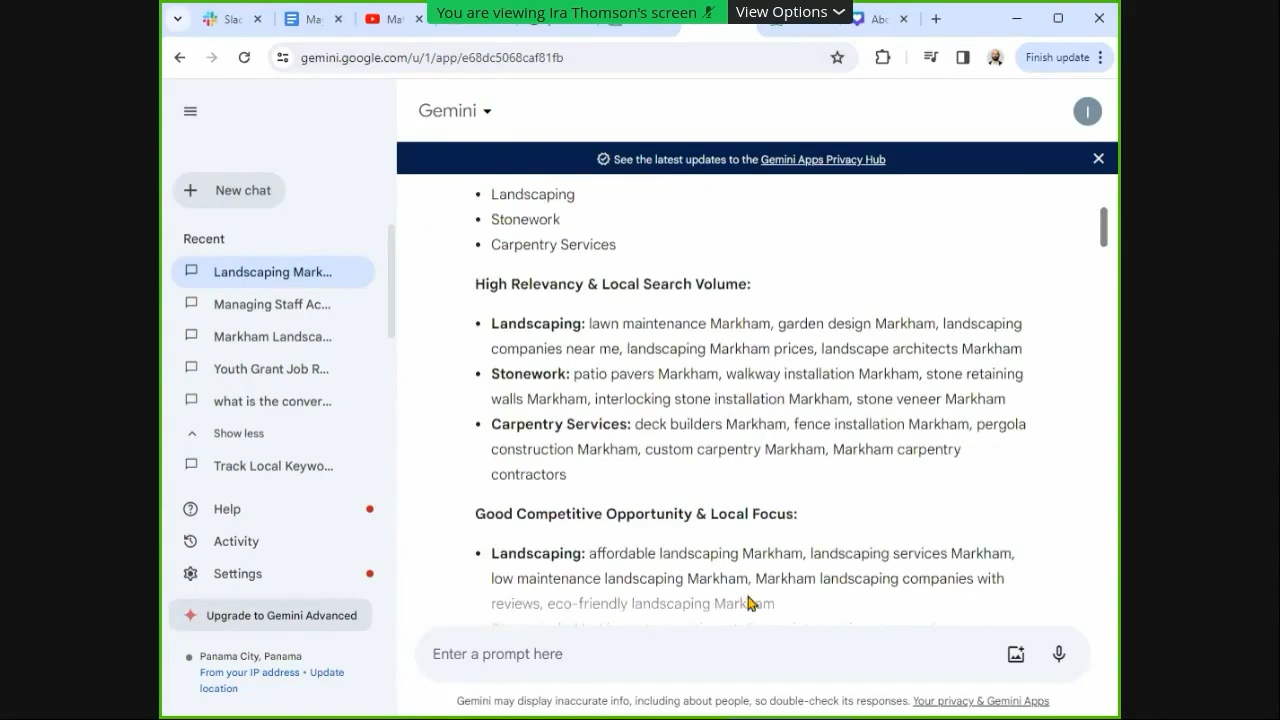 You are viewing Ira Thomson's screen
View Options
Slac
Ma
Ma
Abc
gemini.google.com/u/1/app/e68dc5068caf81fb
Finish update
Gemini
I
See the latest updates to the Gemini Apps Privacy Hub
New chat
Recent
Landscaping Mark...
Managing Staff Ac...
Markham Landsca...
Youth Grant Job R...
what is the conver...
Show less
Track Local Keywo...
Help
Activity
Settings
Upgrade to Gemini Advanced
Panama City, Panama
From your IP address • Update
location
• Landscaping
• Stonework
• Carpentry Services
High Relevancy & Local Search Volume:
• Landscaping: lawn maintenance Markham, garden design Markham, landscaping
companies near me, landscaping Markham prices, landscape architects Markham
• Stonework: patio pavers Markham, walkway installation Markham, stone retaining
walls Markham, interlocking stone installation Markham, stone veneer Markham
• Carpentry Services: deck builders Markham, fence installation Markham, pergola
construction Markham, custom carpentry Markham, Markham carpentry
contractors
Good Competitive Opportunity & Local Focus:
• Landscaping: affordable landscaping Markham, landscaping services Markham,
low maintenance landscaping Markham, Markham landscaping companies with
reviews, eco-friendly landscaping Markham
Enter a prompt here
Gemini may display inaccurate info, including about people, so double-check its responses. Your privacy & Gemini Apps